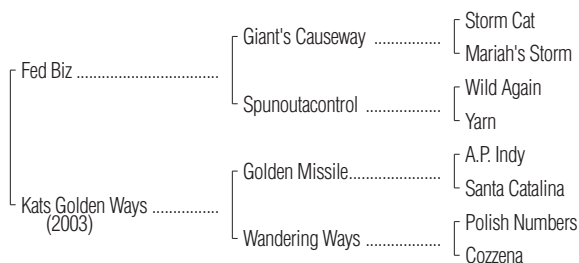 Storm Cat
Giant's Causeway ................
Mariah's Storm
Fed Biz ..................................
Wild Again
Spunoutacontrol ..................
Yarn
A.P. Indy
Golden Missile......................
Santa Catalina
Kats Golden Ways ................
(2003)
Polish Numbers
Wandering Ways ..................
Cozzena